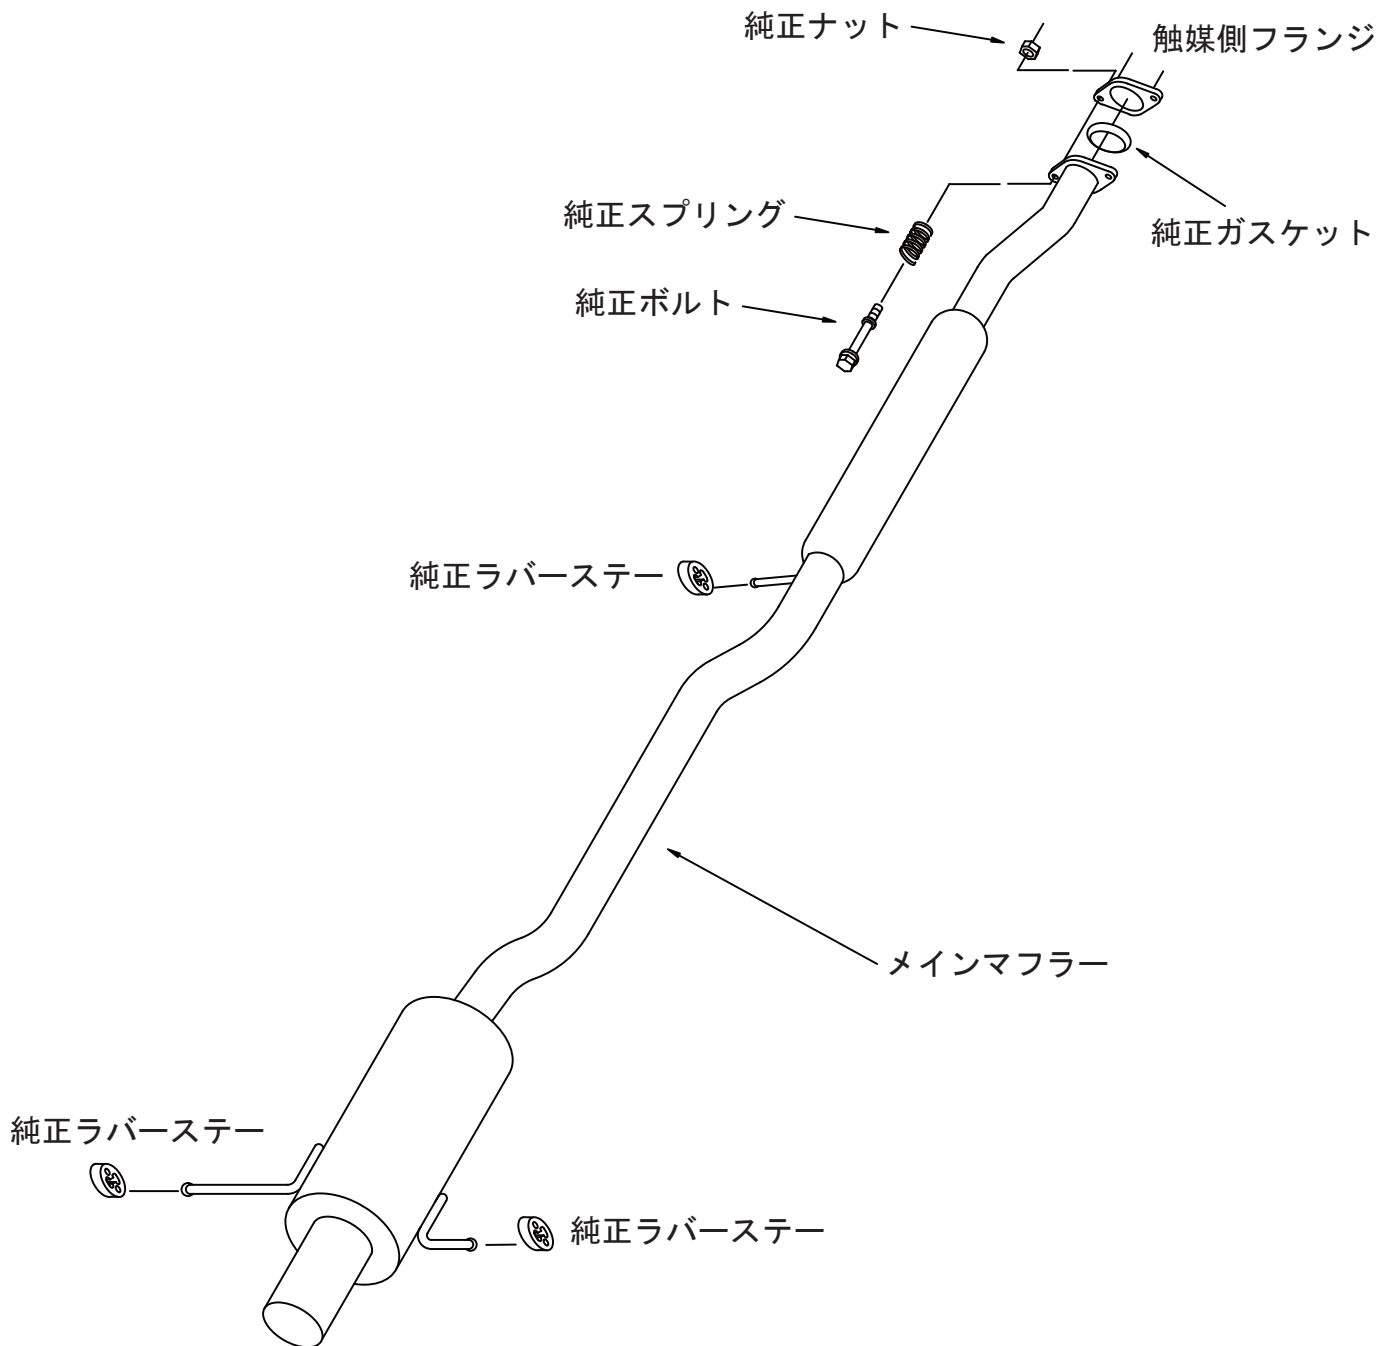 純正ナット
触媒側フランジ
純正スプリング
純正ガスケット
純正ボルト
純正ラバーステー
メインマフラー
純正ラバーステー
純正ラバーステー